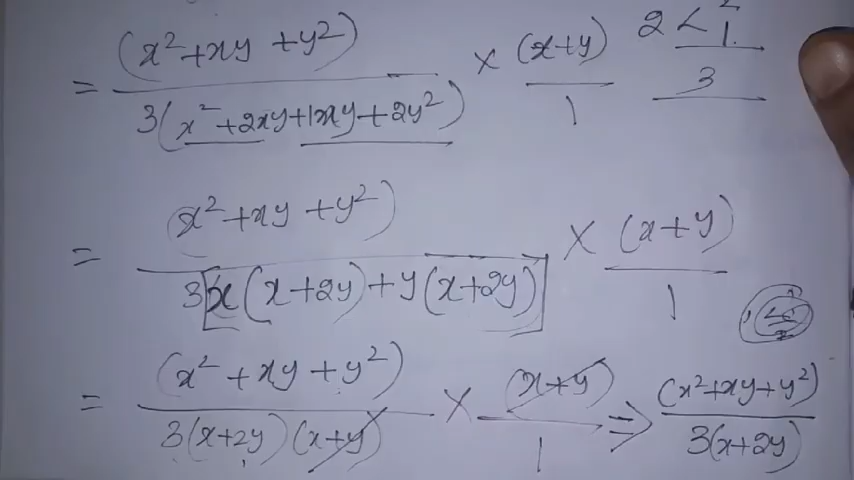 = (x²+xy+y²) / 3(x²+2xy+1xy+2y²) × (x+y) / 1 2 < ²₁. 3
= (x²+xy+y²) / 3[x(x+2y)+y(x+2y)] × (x+y) / 1
= (x²+xy+y²) / 3(x+2y)(x+y) × (x+y) / 1 ⇒ (x²+xy+y²) / 3(x+2y)